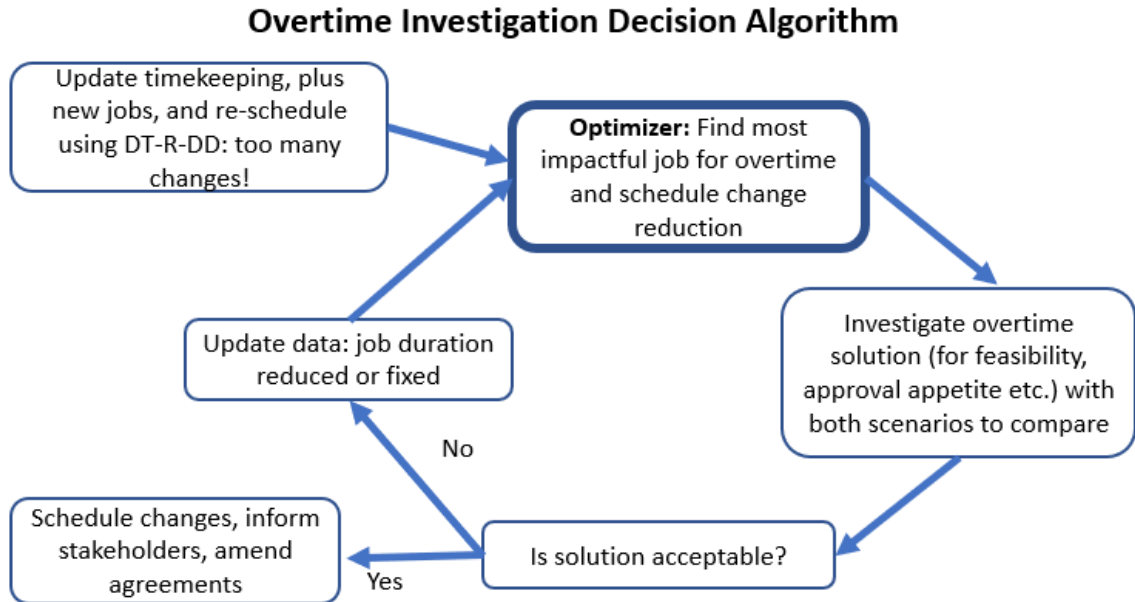 Overtime Investigation Decision Algorithm
Update timekeeping, plus
new jobs, and re-schedule
using DT-R-DD: too many
changes!
Optimizer: Find most
impactful job for overtime
and schedule change
reduction
Investigate overtime
solution (for feasibility,
approval appetite etc.) with
both scenarios to compare
Update data: job duration
reduced or fixed
No
Is solution acceptable?
Yes
Schedule changes, inform
stakeholders, amend
agreements